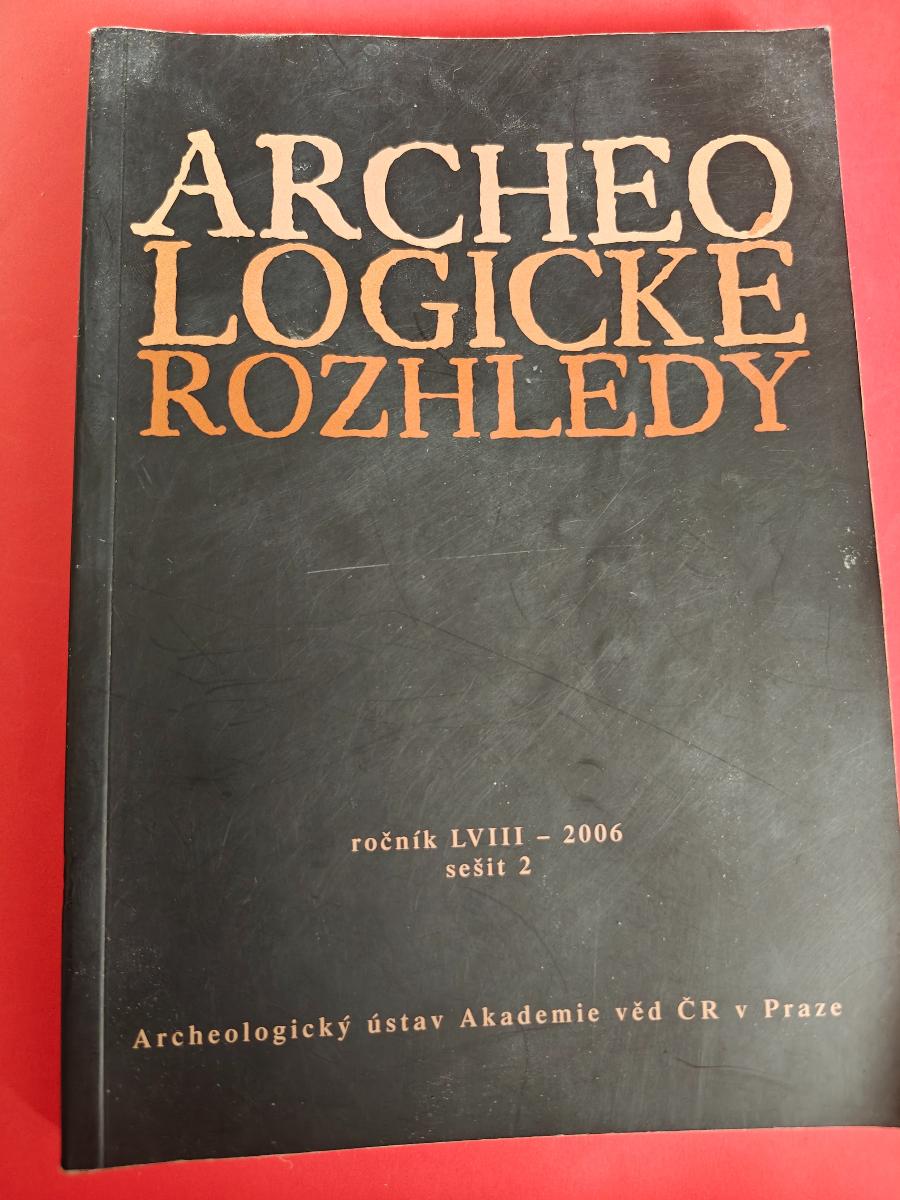 ARCHEO
LOGICKÉ
ROZHLEDY
ročník LVIII – 2006
sešit 2
Archeologický ústav Akademie věd ČR v Praze